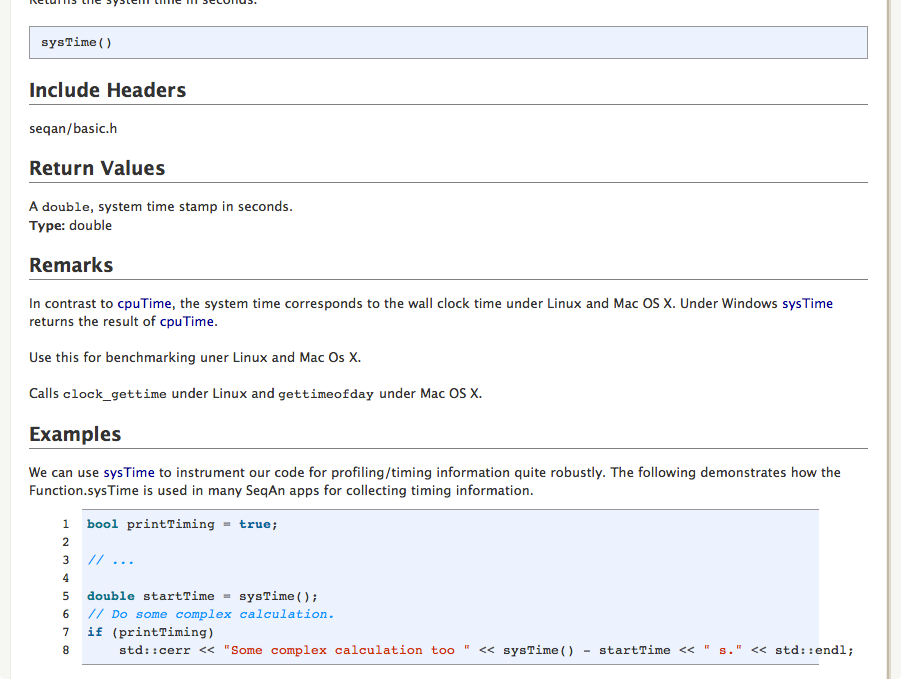 Returns the system time in seconds.
sysTime()
Include Headers
seqan/basic.h
Return Values
A double, system time stamp in seconds.
Type: double
Remarks
In contrast to cpuTime, the system time corresponds to the wall clock time under Linux and Mac OS X. Under Windows sysTime
returns the result of cpuTime.
Use this for benchmarking uner Linux and Mac Os X.
Calls clock_gettime under Linux and gettimeofday under Mac OS X.
Examples
We can use sysTime to instrument our code for profiling/timing information quite robustly. The following demonstrates how the
Function.sysTime is used in many SeqAn apps for collecting timing information.
1 bool printTiming = true;
2
3 // ...
4
5 double startTime = sysTime();
6 // Do some complex calculation.
7 if (printTiming)
8 std::cerr << "Some complex calculation too " << sysTime() - startTime << " s." << std::endl;